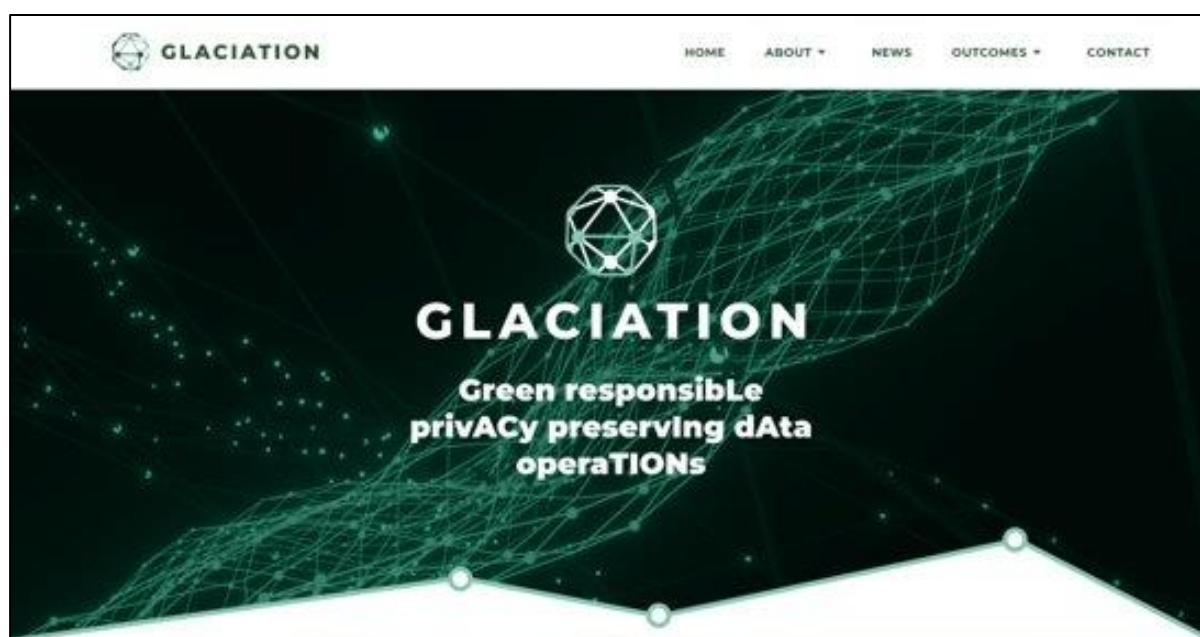 GLACIATION
HOME ABOUT NEWS OUTCOMES CONTACT
GLACIATION
Green responsibLe
privACy preservIng dAta
operaTIONs